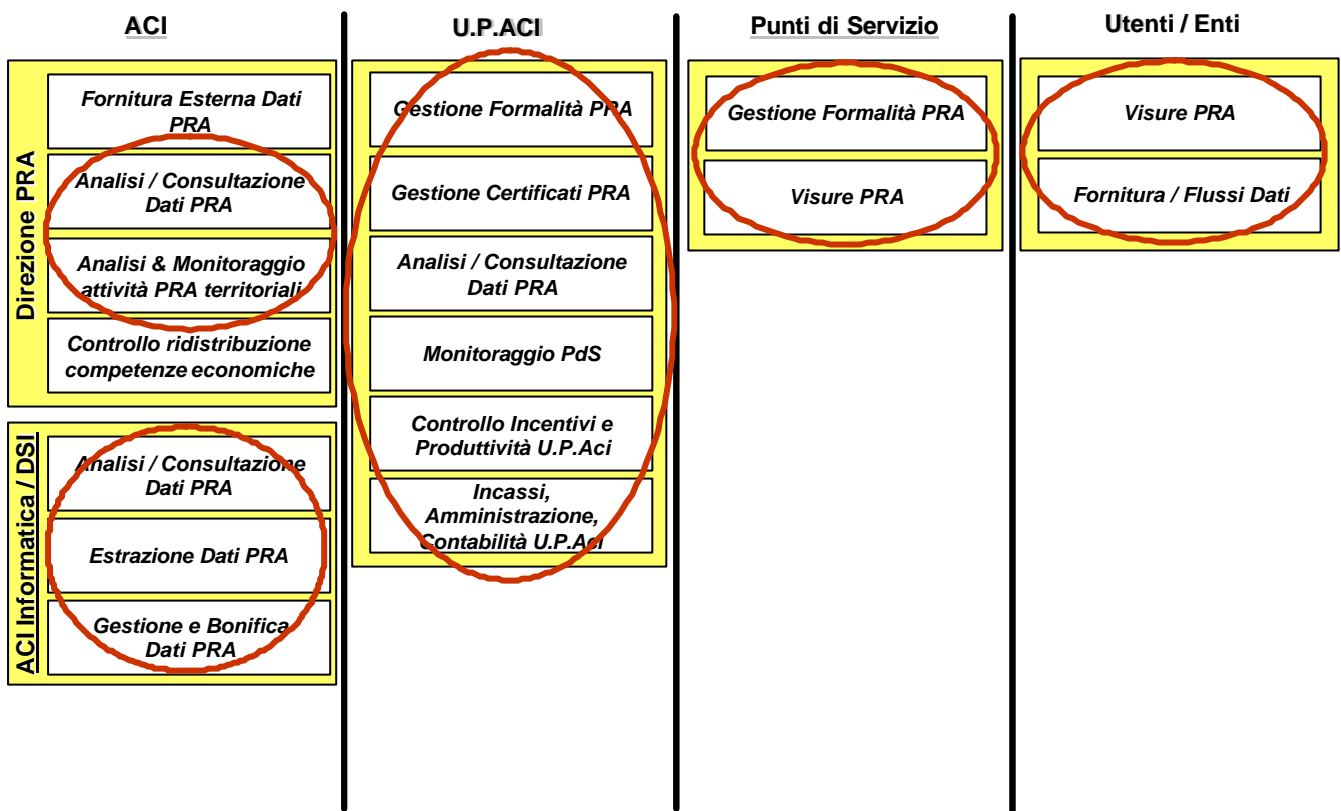 ACI
U.P.ACI
Punti di Servizio
Utenti / Enti
Direzione PRA
Fornitura Esterna Dati
PRA
Analisi / Consultazione
Dati PRA
Analisi & Monitoraggio
attività PRA territoriali
Controllo ridistribuzione
competenze economiche
ACI Informatica / DSI
Analisi / Consultazione
Dati PRA
Estrazione Dati PRA
Gestione e Bonifica
Dati PRA
Gestione Formalità PRA
Gestione Certificati PRA
Analisi / Consultazione
Dati PRA
Monitoraggio PdS
Controllo Incentivi e
Produttività U.P.Aci
Incassi,
Amministrazione,
Contabilità U.P.Aci
Gestione Formalità PRA
Visure PRA
Visure PRA
Fornitura / Flussi Dati